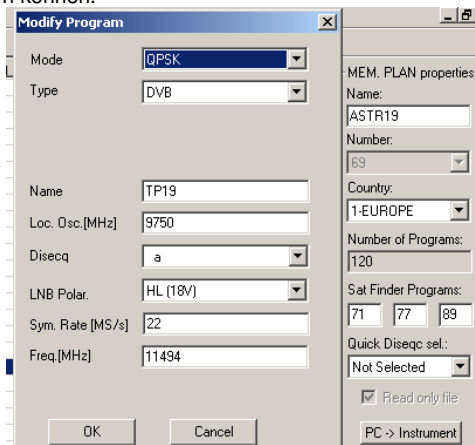 können.
Modify Program
Mode QPSK
Type DVB
Name TP19
Loc. Osc.[MHz] 9750
Disecq a
LNB Polar. HL (18V)
Sym. Rate [MS/s] 22
Freq.[MHz] 11494
OK Cancel
MEM. PLAN properties
Name:
ASTR19
Number:
69
Country:
1-EUROPE
Number of Programs:
120
Sat Finder Programs:
71 77 89
Quick Diseqc sel.:
Not Selected
Read only file
PC -> Instrument